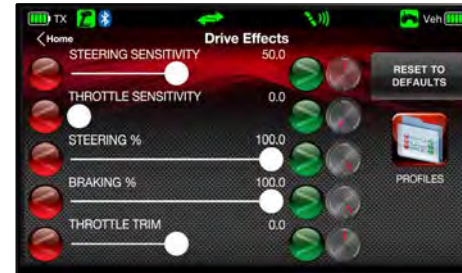 TX
Veh
Home
Drive Effects
STEERING SENSITIVITY 50.0
THROTTLE SENSITIVITY 0.0
STEERING % 100.0
BRAKING % 100.0
THROTTLE TRIM 0.0
RESET TO
DEFAULTS
PROFILES